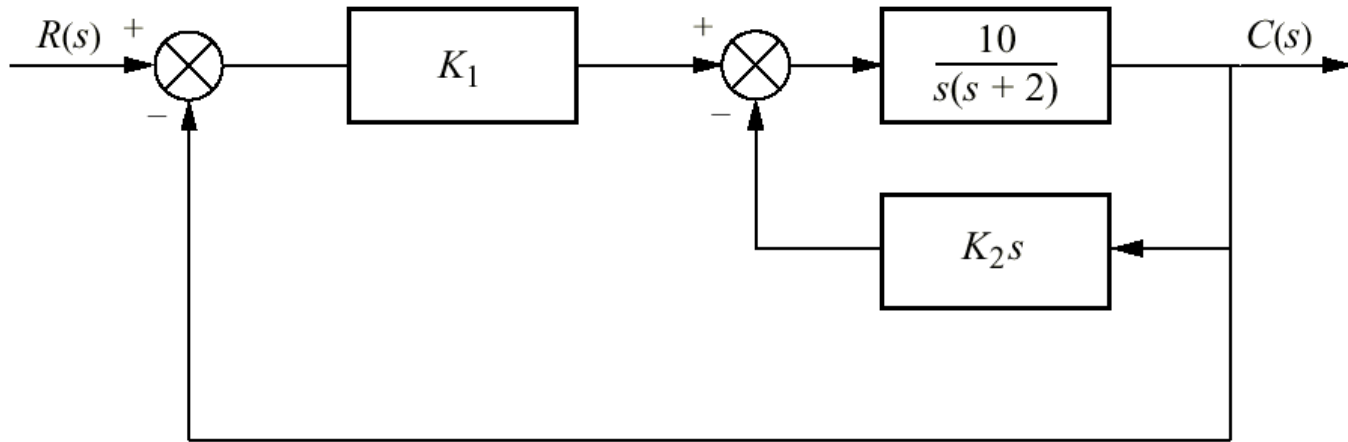 R(s)
+
−
K₁
+
−
10
s(s + 2)
C(s)
K₂s